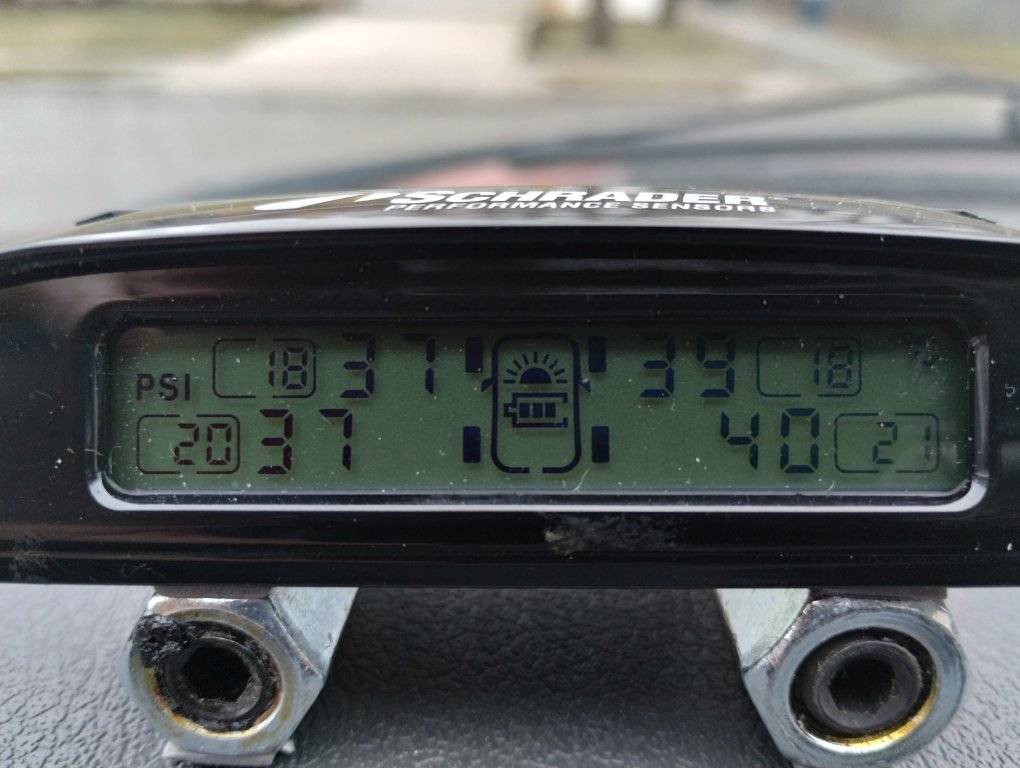 SCHRADER
PERFORMANCE SENSORS
PSI 18 37 39 18 °C
20 37 40 21